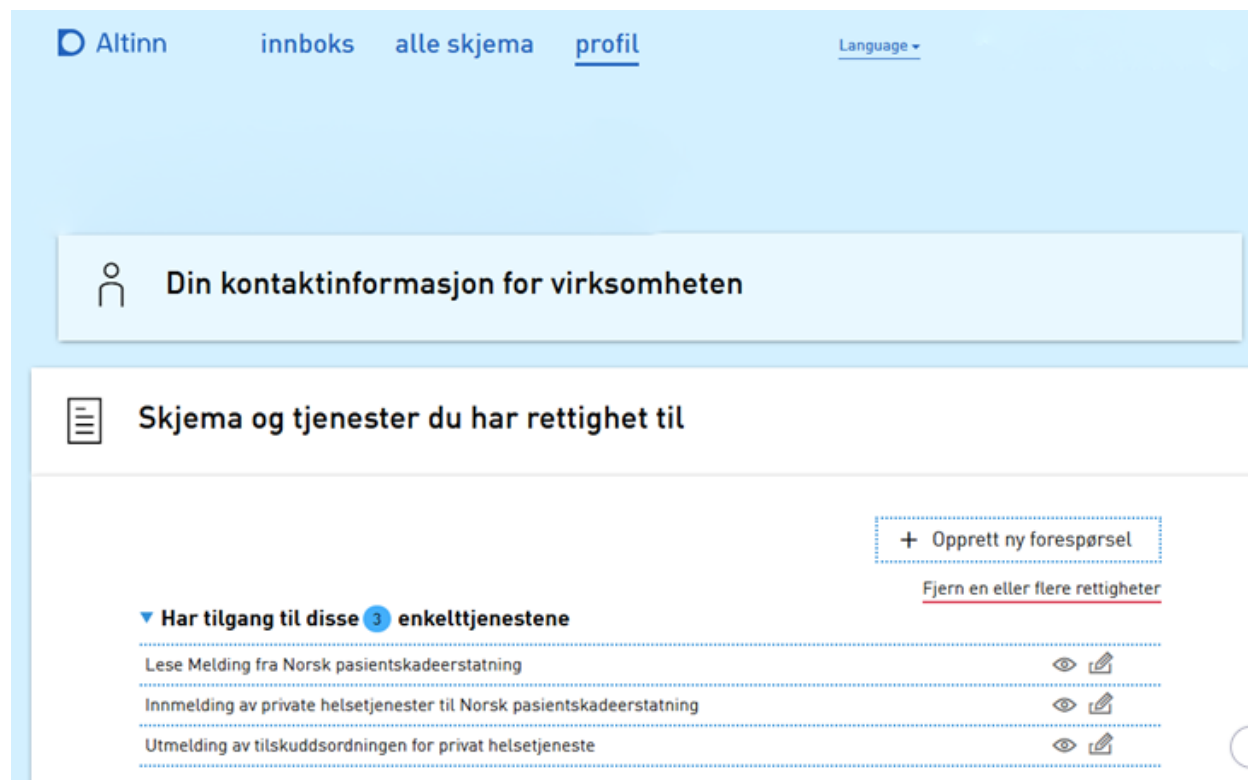 Altinn innboks alle skjema profil Language
Din kontaktinformasjon for virksomheten
Skjema og tjenester du har rettighet til
+ Opprett ny forespørsel
Fjern en eller flere rettigheter
Har tilgang til disse 3 enkelttjenestene
Lese Melding fra Norsk pasientskadeerstatning
Innmelding av private helsetjenester til Norsk pasientskadeerstatning
Utmelding av tilskuddsordningen for privat helsetjeneste